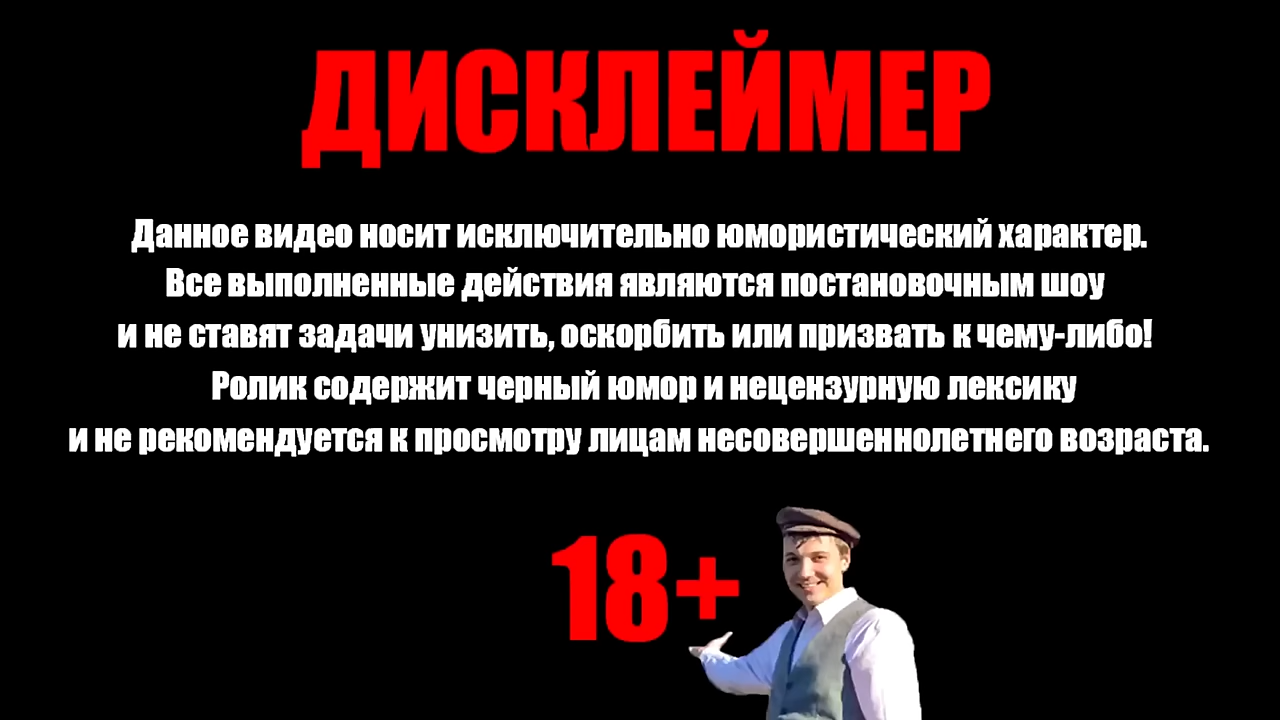 ДИСКЛЕЙМЕР
Данное видео носит исключительно юмористический характер.
Все выполненные действия являются постановочным шоу
и не ставят задачи унизить, оскорбить или призвать к чему-либо!
Ролик содержит черный юмор и нецензурную лексику
и не рекомендуется к просмотру лицам несовершеннолетнего возраста.
18+